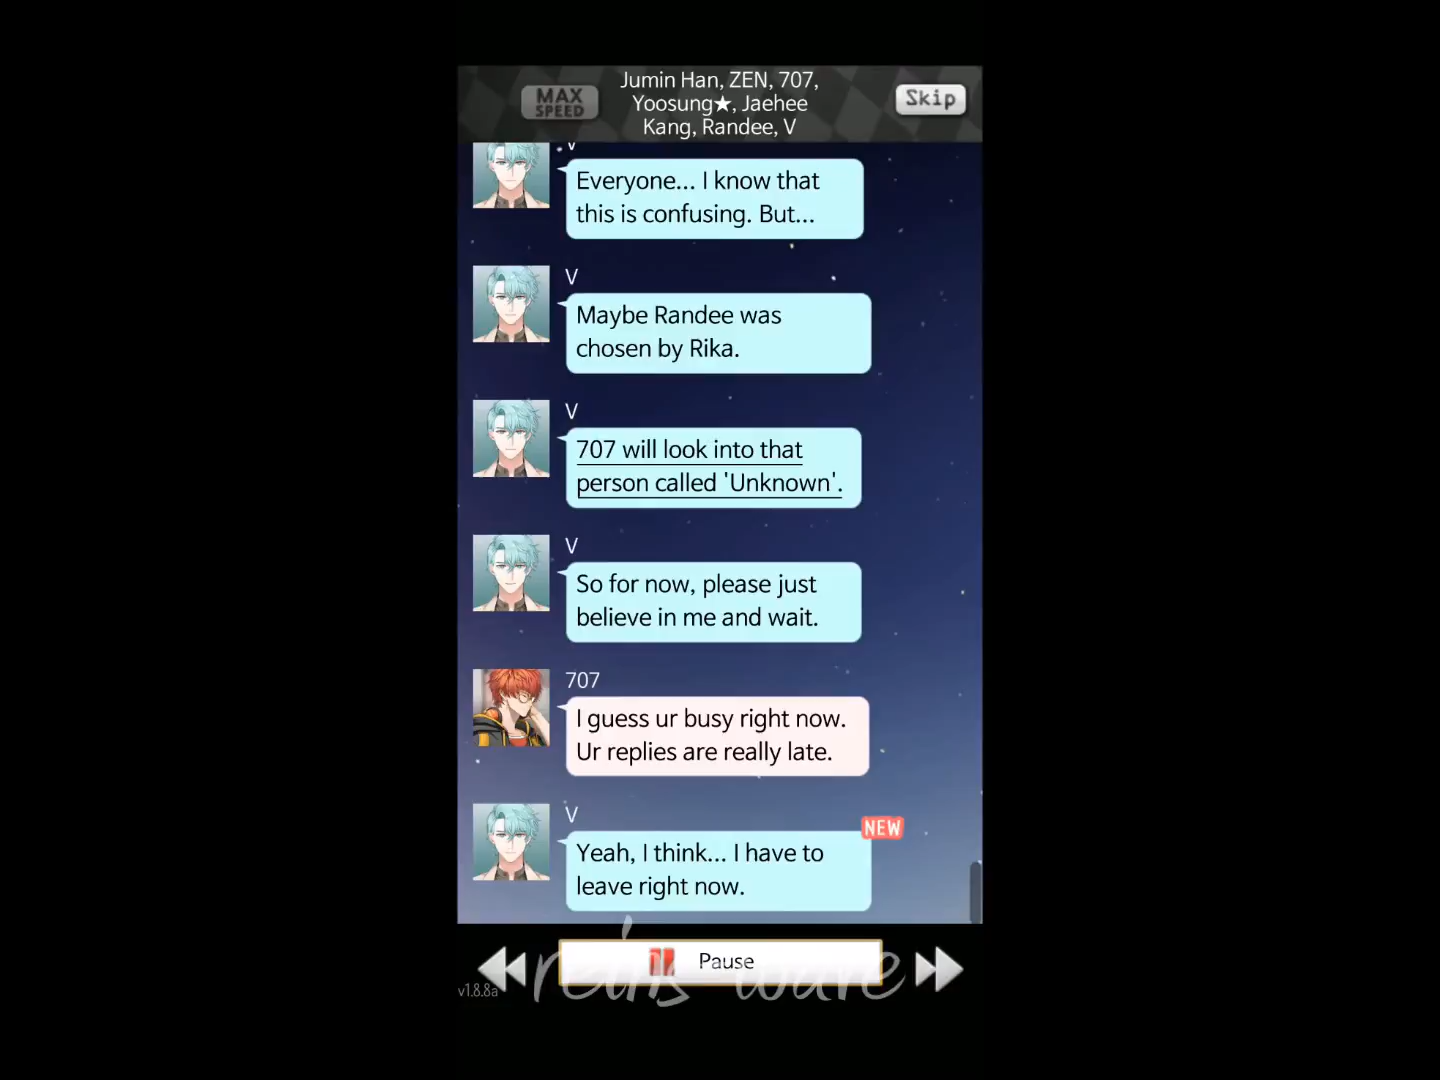 MAX
SPEED
Jumin Han, ZEN, 707,
Yoosung★, Jaehee
Kang, Randee, V
Skip
V
Everyone... I know that
this is confusing. But...
V
Maybe Randee was
chosen by Rika.
V
707 will look into that
person called 'Unknown'.
V
So for now, please just
believe in me and wait.
707
I guess ur busy right now.
Ur replies are really late.
V
NEW
Yeah, I think... I have to
leave right now.
Pause
v1.8.8a